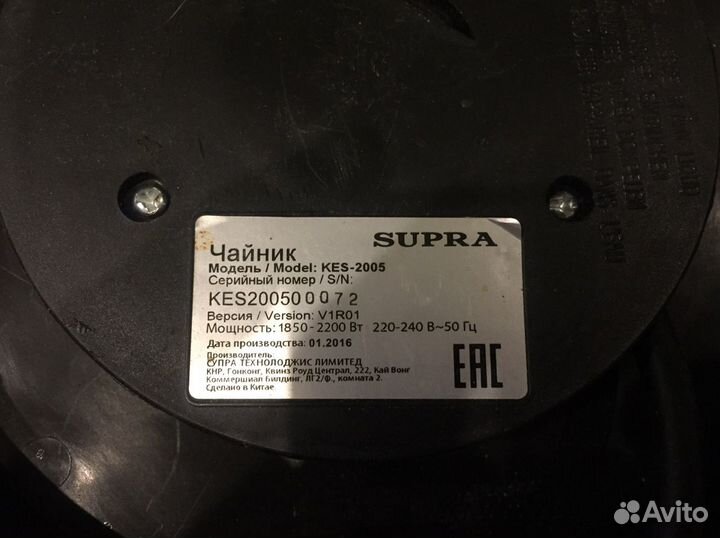 Чайник
SUPRA
Модель / Model: KES-2005
Серийный номер / S/N:
KES200500072
Версия / Version: V1R01
Мощность: 1850-2200 Вт 220-240 В~50 Гц
Дата производства: 01.2016
Производитель
СУПРА ТЕХНОЛОДЖИС ЛИМИТЕД
КНР, Гонконг, Квинз Роуд Централ, 222, Кай Вонг
Коммершиал Билдинг, ЛГ2/Ф., комната 2.
Сделано в Китае
EAC
Avito